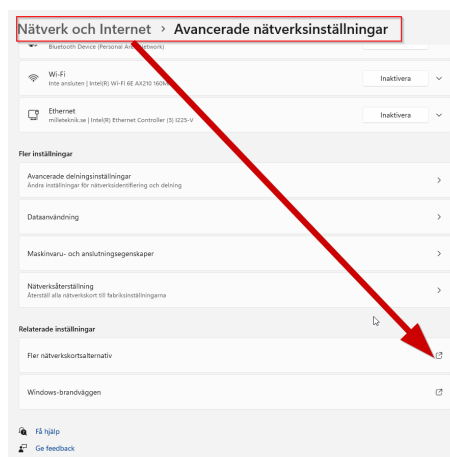 Nätverk och Internet > Avancerade nätverksinställningar
Bluetooth Device (Personal Area Network)
Wi-Fi
Inte ansluten | Intel(R) Wi-Fi 6E AX210 160M
Inaktivera
Ethernet
milleteknik.se | Intel(R) Ethernet Controller (3) I225-V
Inaktivera
Fler inställningar
Avancerade delningsinställningar
Ändra inställningar för nätverksidentifiering och delning
Dataanvändning
Maskinvaru- och anslutningsegenskaper
Nätverksåterställning
Återställ alla nätverkskort till fabriksinställningarna
Relaterade inställningar
Fler nätverkskortsalternativ
Windows-brandväggen
Få hjälp
Ge feedback